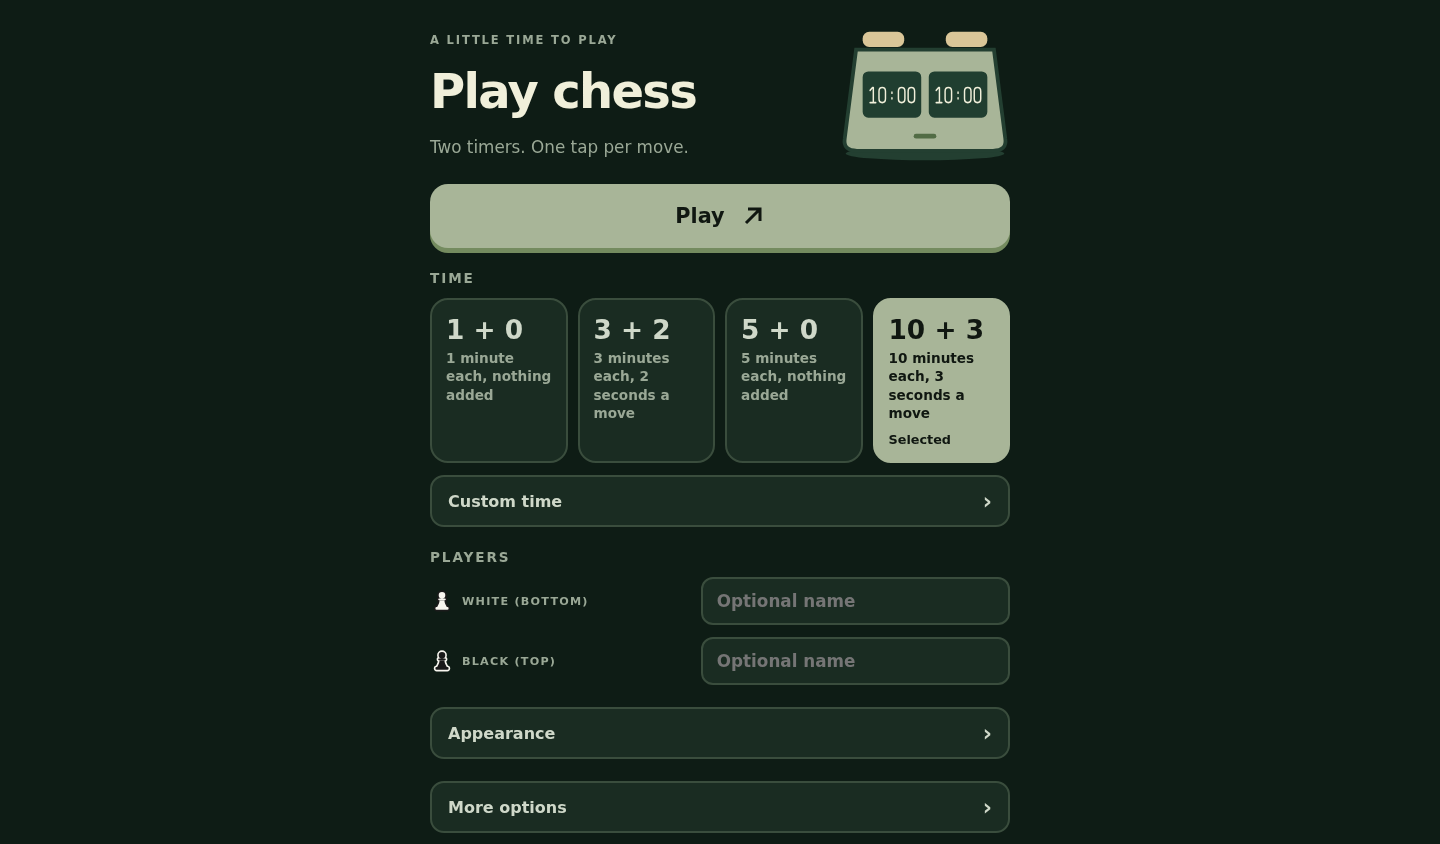 A LITTLE TIME TO PLAY
Play chess
Two timers. One tap per move.
10:00 10:00
Play
TIME
1 + 0
1 minute
each, nothing
added
3 + 2
3 minutes
each, 2
seconds a
move
5 + 0
5 minutes
each, nothing
added
10 + 3
10 minutes
each, 3
seconds a
move
Selected
Custom time
PLAYERS
WHITE (BOTTOM)
Optional name
BLACK (TOP)
Optional name
Appearance
More options